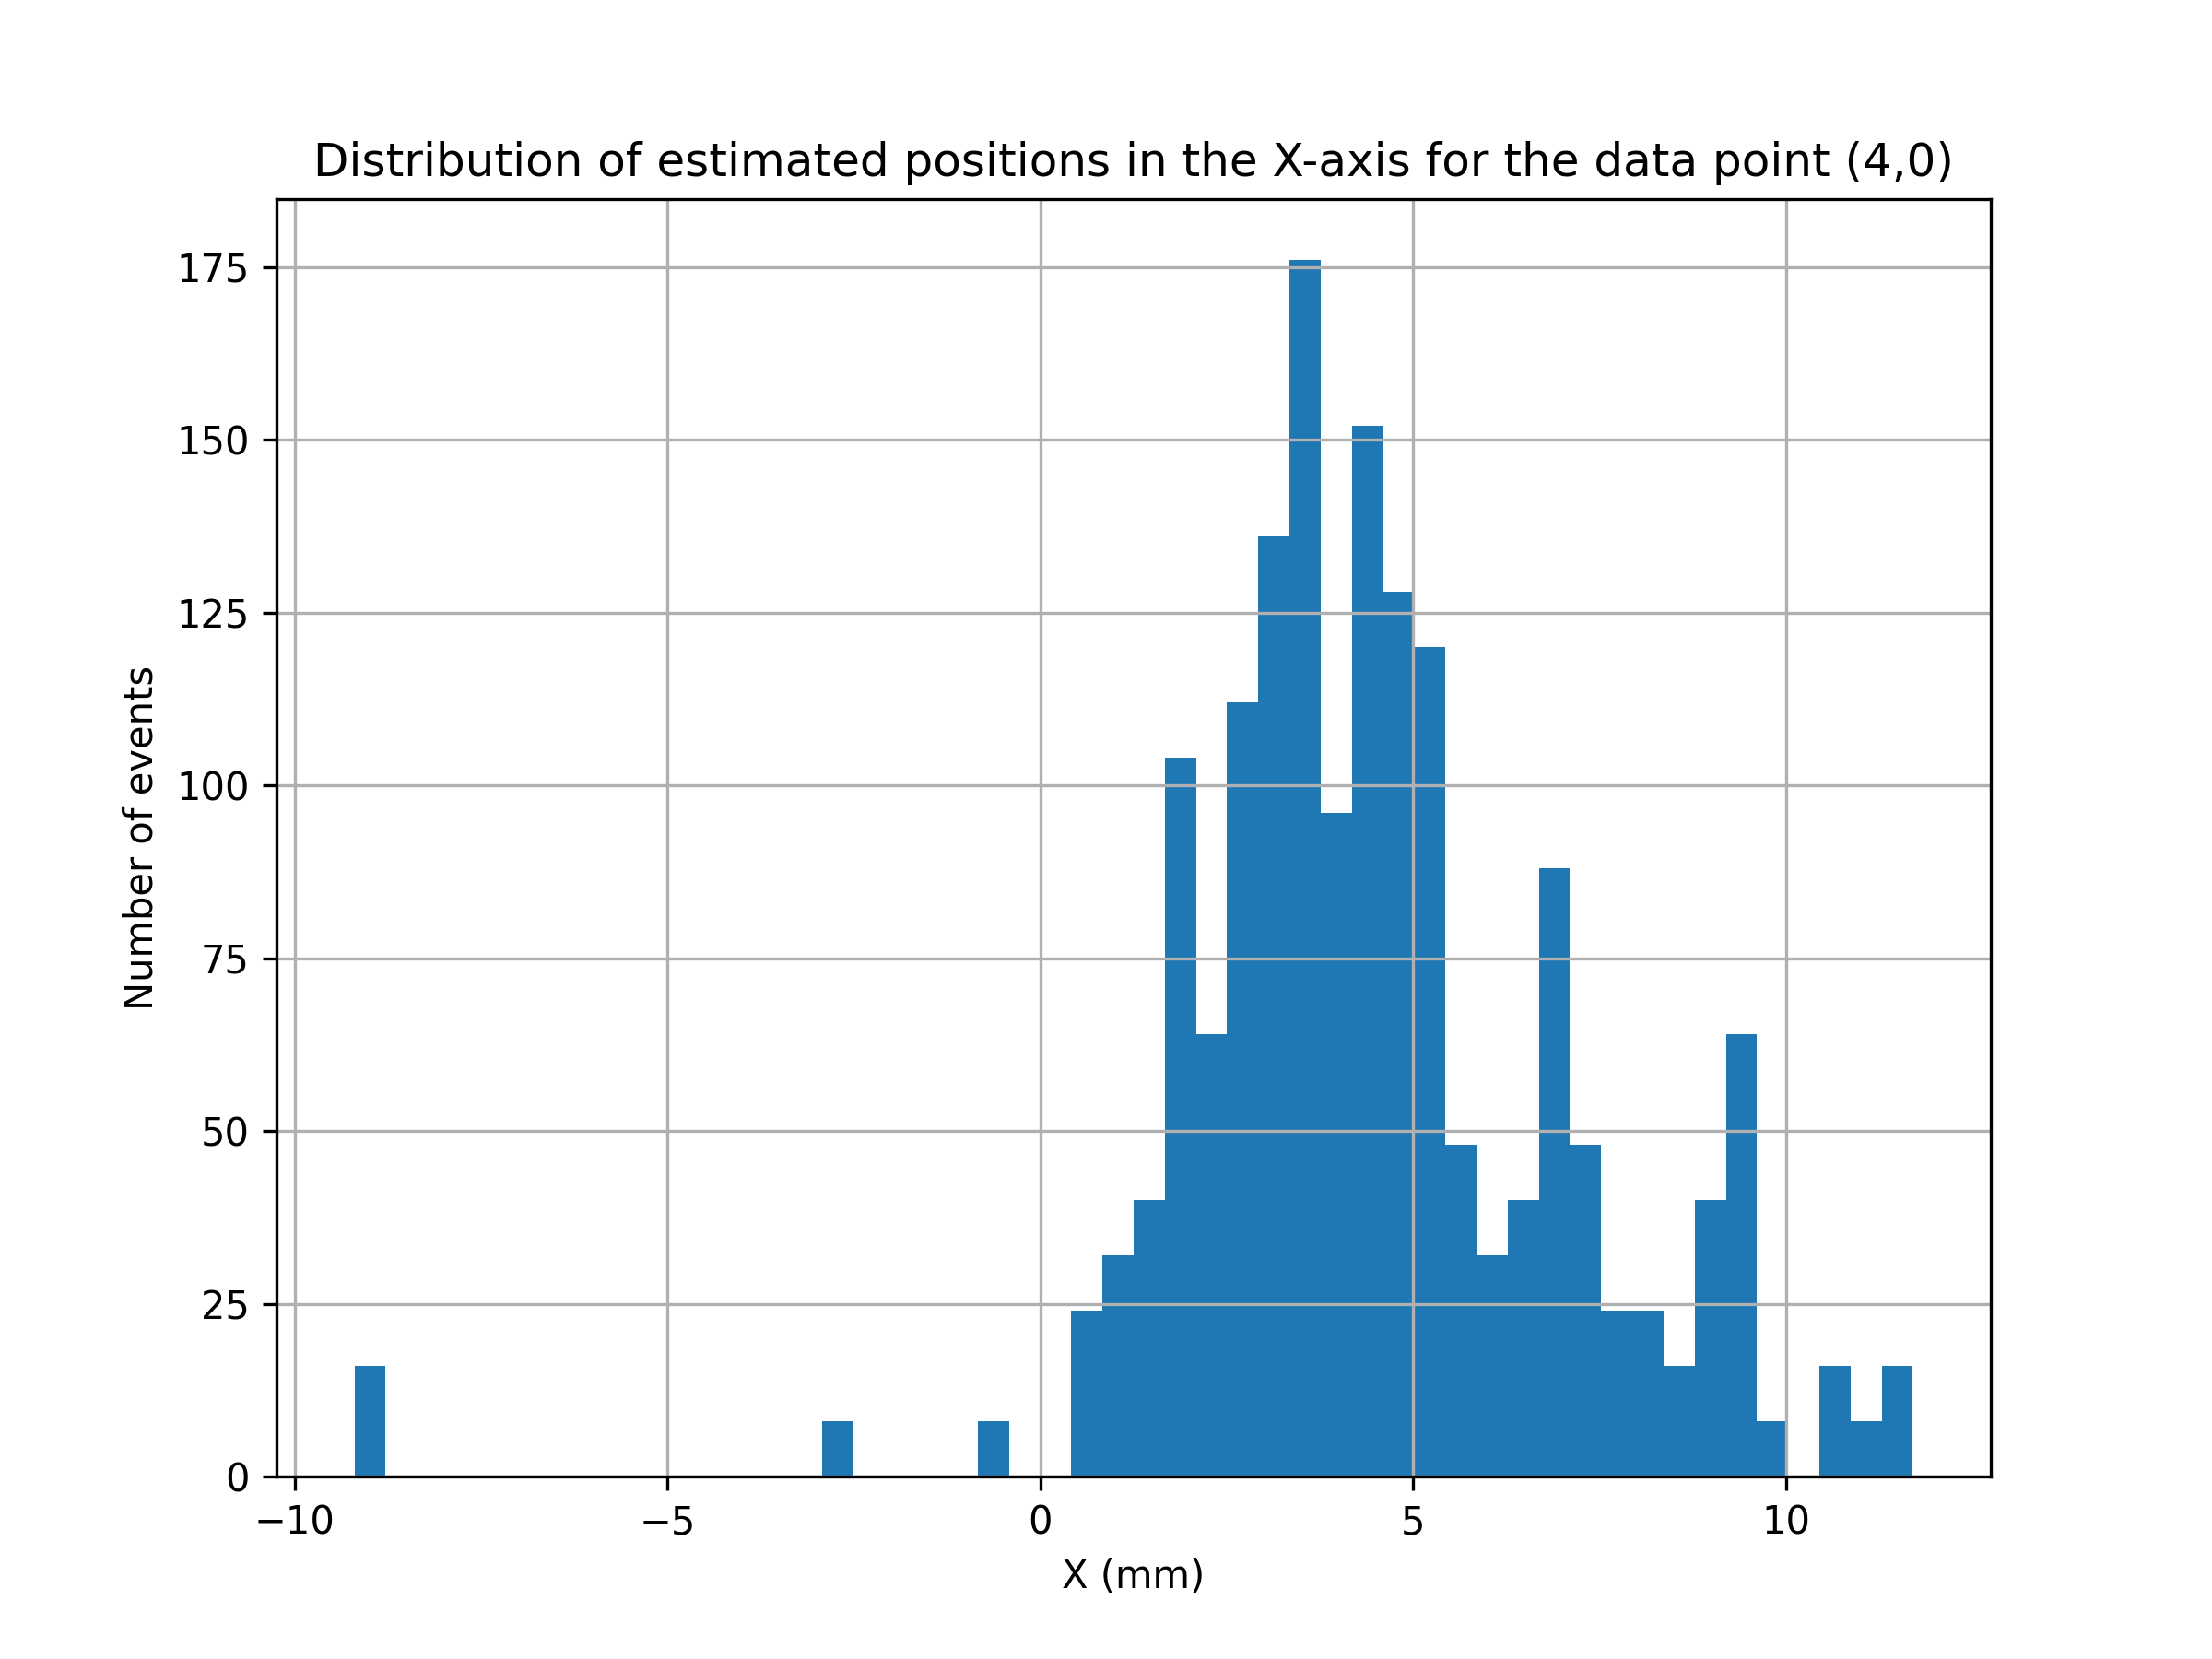 Distribution of estimated positions in the X-axis for the data point (4,0)
175
150
125
100
75
50
25
0
Number of events
−10 −5 0 5 10
X (mm)